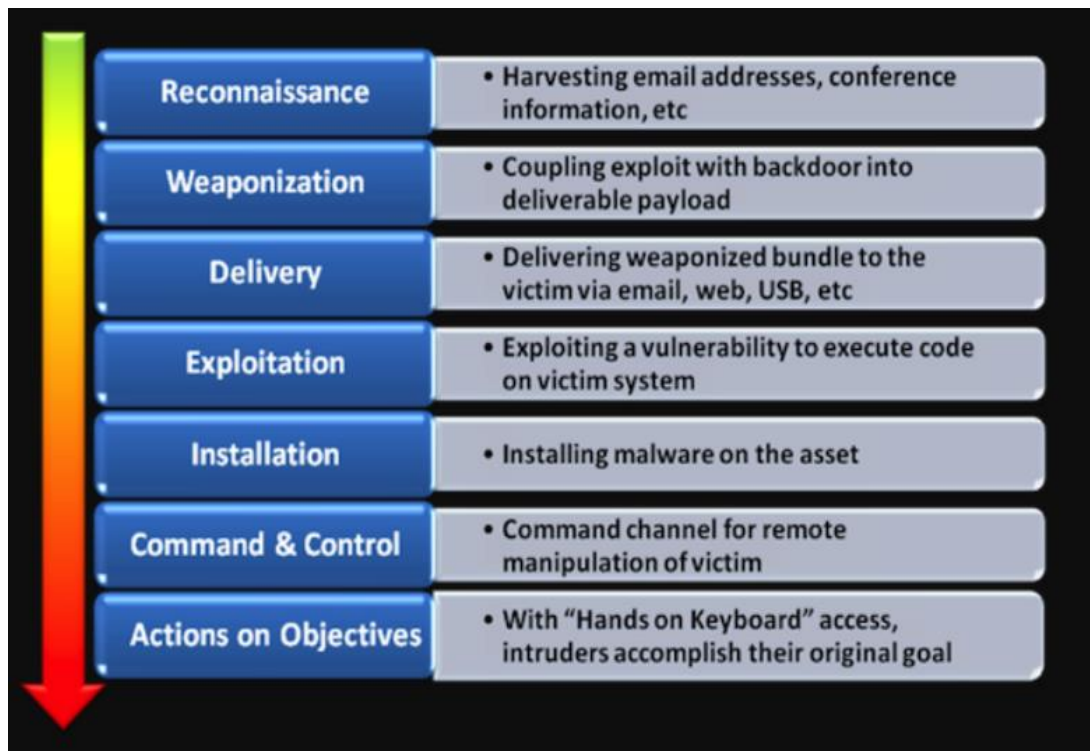 Reconnaissance
• Harvesting email addresses, conference
information, etc
Weaponization
• Coupling exploit with backdoor into
deliverable payload
Delivery
• Delivering weaponized bundle to the
victim via email, web, USB, etc
Exploitation
• Exploiting a vulnerability to execute code
on victim system
Installation
• Installing malware on the asset
Command & Control
• Command channel for remote
manipulation of victim
Actions on Objectives
• With “Hands on Keyboard” access,
intruders accomplish their original goal